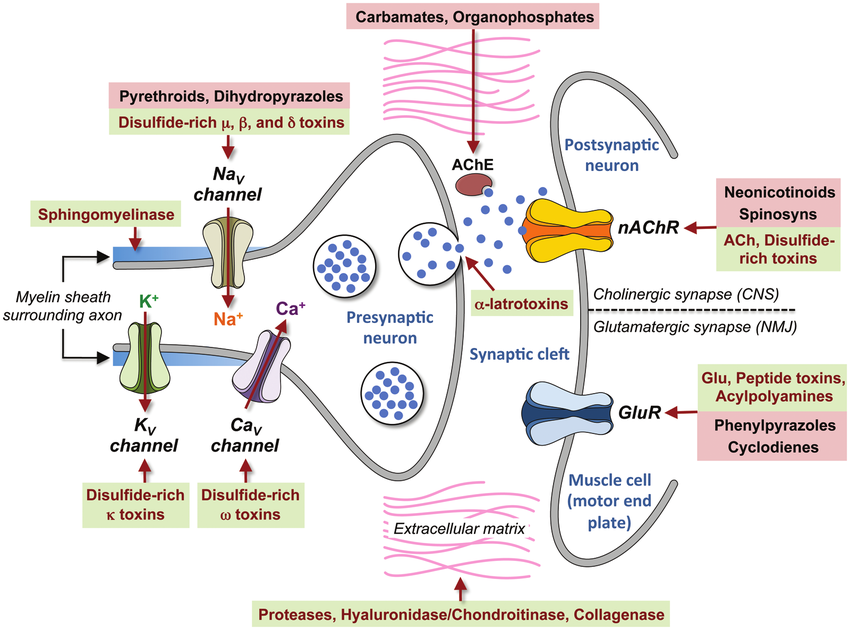 Carbamates, Organophosphates
Pyrethroids, Dihydropyrazoles
Disulfide-rich μ, β, and δ toxins
NaV
channel
Sphingomyelinase
Myelin sheath
surrounding axon
K+
Na+
Ca+
KV
channel
CaV
channel
Disulfide-rich
κ toxins
Disulfide-rich
ω toxins
Presynaptic
neuron
AChE
α-latrotoxins
Synaptic cleft
Postsynaptic
neuron
nAChR
Neonicotinoids
Spinosyns
ACh, Disulfide-
rich toxins
Cholinergic synapse (CNS)
Glutamatergic synapse (NMJ)
GluR
Glu, Peptide toxins,
Acylpolyamines
Phenylpyrazoles
Cyclodienes
Muscle cell
(motor end
plate)
Extracellular matrix
Proteases, Hyaluronidase/Chondroitinase, Collagenase